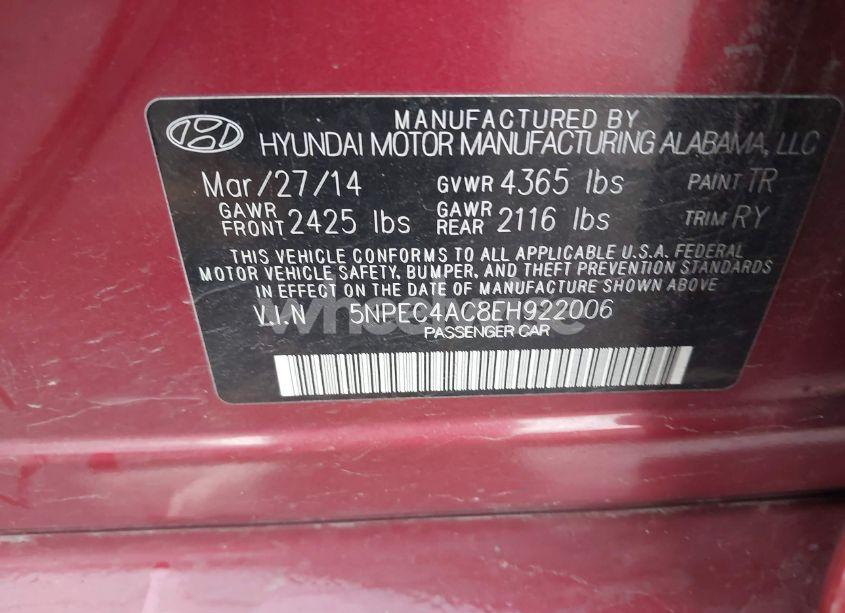 MANUFACTURED BY
HYUNDAI MOTOR MANUFACTURING ALABAMA, LLC
Mar/27/14 GVWR 4365 lbs PAINT TR
GAWR FRONT 2425 lbs GAWR REAR 2116 lbs TRIM RY
THIS VEHICLE CONFORMS TO ALL APPLICABLE U.S.A. FEDERAL
MOTOR VEHICLE SAFETY, BUMPER, AND THEFT PREVENTION STANDARDS
IN EFFECT ON THE DATE OF MANUFACTURE SHOWN ABOVE
V.I.N 5NPEC4AC8EH922006
PASSENGER CAR